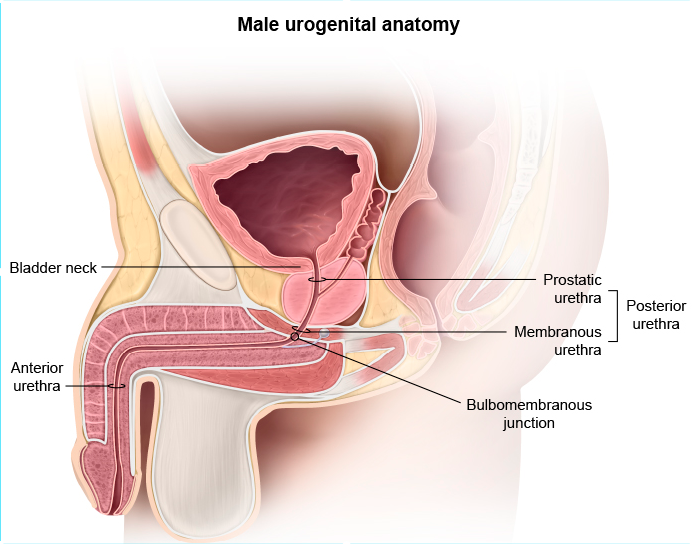 Male urogenital anatomy
Bladder neck
Prostatic
urethra
Posterior
urethra
Membranous
urethra
Anterior
urethra
Bulbomembranous
junction